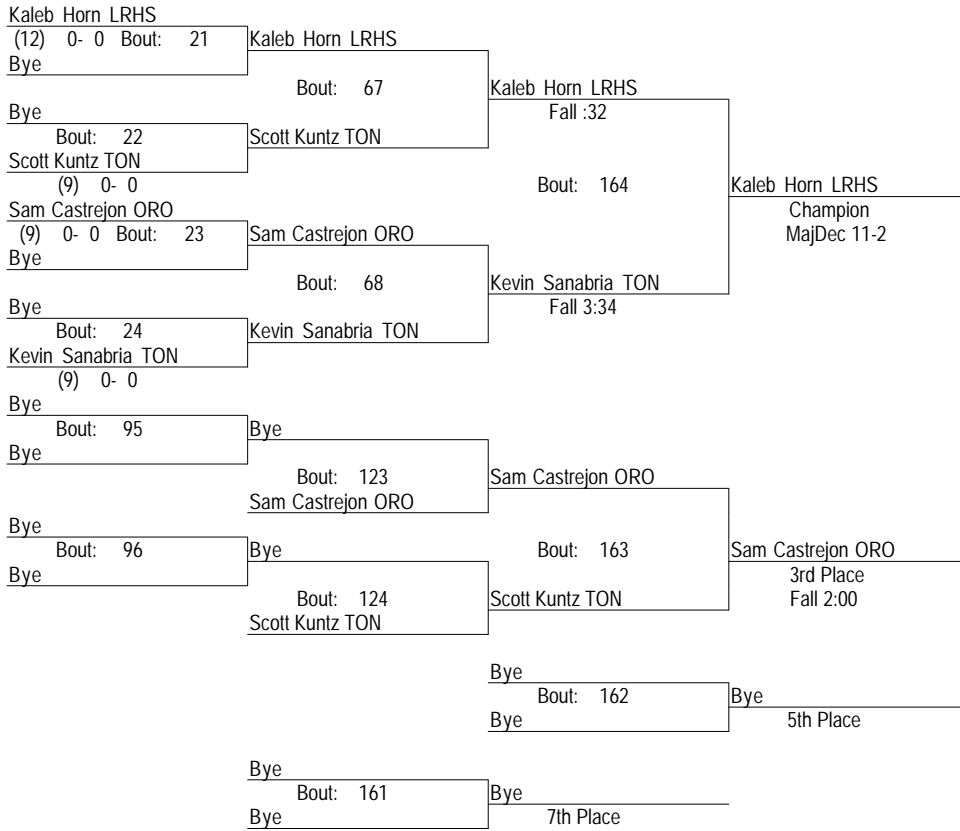 Kaleb Horn LRHS
(12) 0- 0 Bout: 21
Kaleb Horn LRHS
Bye
Bout: 67
Kaleb Horn LRHS
Bye
Fall :32
Bout: 22
Scott Kuntz TON
Scott Kuntz TON
(9) 0- 0
Bout: 164
Kaleb Horn LRHS
Sam Castrejon ORO
Champion
(9) 0- 0 Bout: 23
Sam Castrejon ORO
MajDec 11-2
Bye
Bout: 68
Kevin Sanabria TON
Bye
Fall 3:34
Bout: 24
Kevin Sanabria TON
Kevin Sanabria TON
(9) 0- 0
Bye
Bout: 95
Bye
Bye
Bout: 123
Sam Castrejon ORO
Sam Castrejon ORO
Bye
Bout: 96
Bye
Bout: 163
Sam Castrejon ORO
Bye
3rd Place
Bout: 124
Scott Kuntz TON
Fall 2:00
Scott Kuntz TON
Bye
Bout: 162
Bye
Bye
5th Place
Bye
Bout: 161
Bye
Bye
7th Place